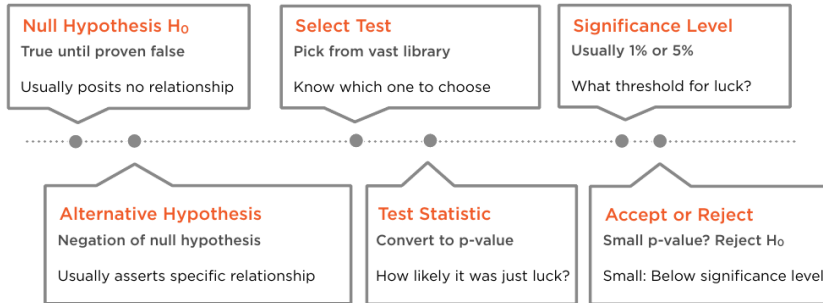 Null Hypothesis H₀
True until proven false
Usually posits no relationship
Select Test
Pick from vast library
Know which one to choose
Significance Level
Usually 1% or 5%
What threshold for luck?
Alternative Hypothesis
Negation of null hypothesis
Usually asserts specific relationship
Test Statistic
Convert to p-value
How likely it was just luck?
Accept or Reject
Small p-value? Reject H₀
Small: Below significance level